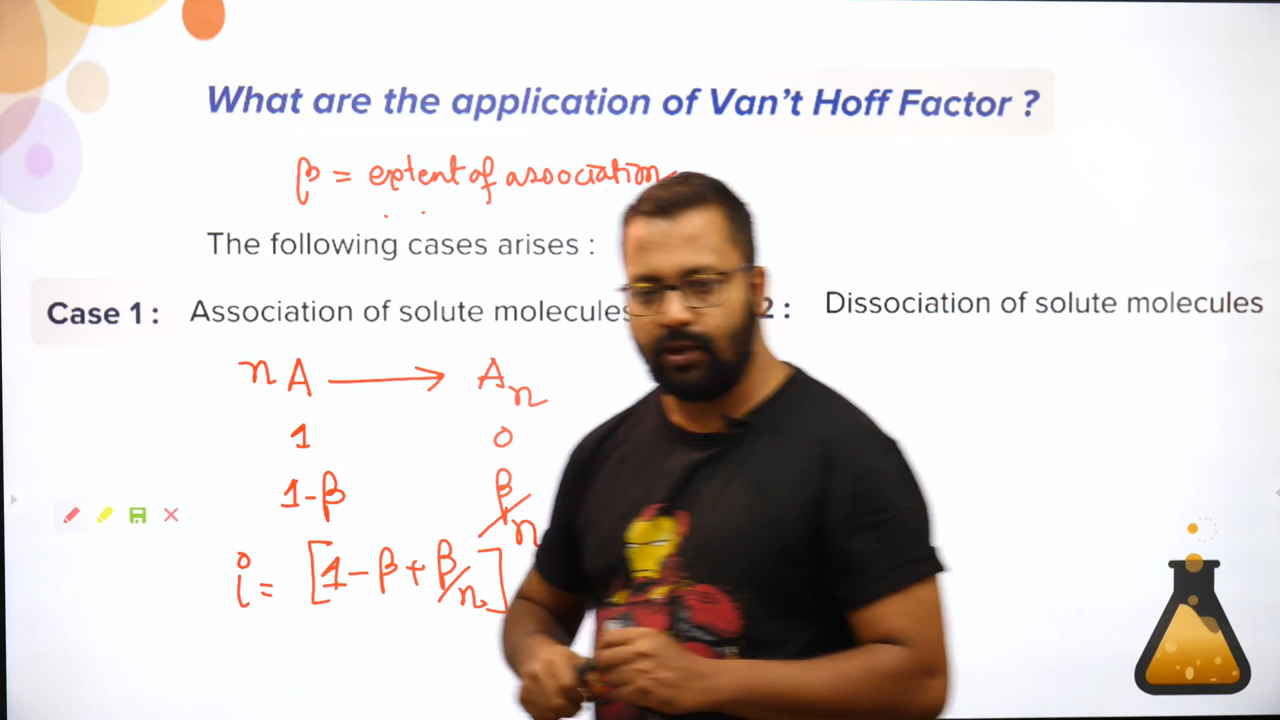 What are the application of Van't Hoff Factor ?
β = extent of association
The following cases arises :
Case 1 : Association of solute molecules
2 : Dissociation of solute molecules
n A ⟶ Aₙ
1 0
1-β β/n
i = [1-β+β/n]